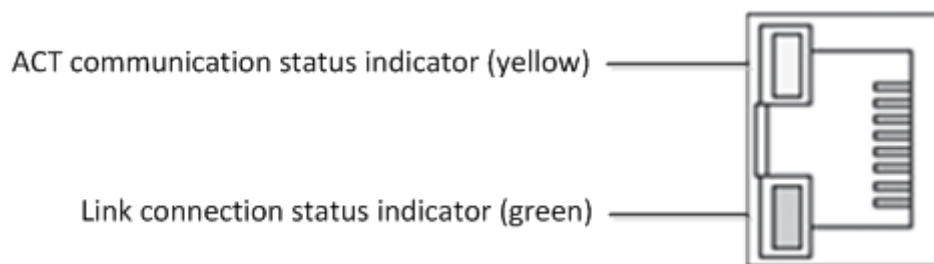 ACT communication status indicator (yellow)
Link connection status indicator (green)